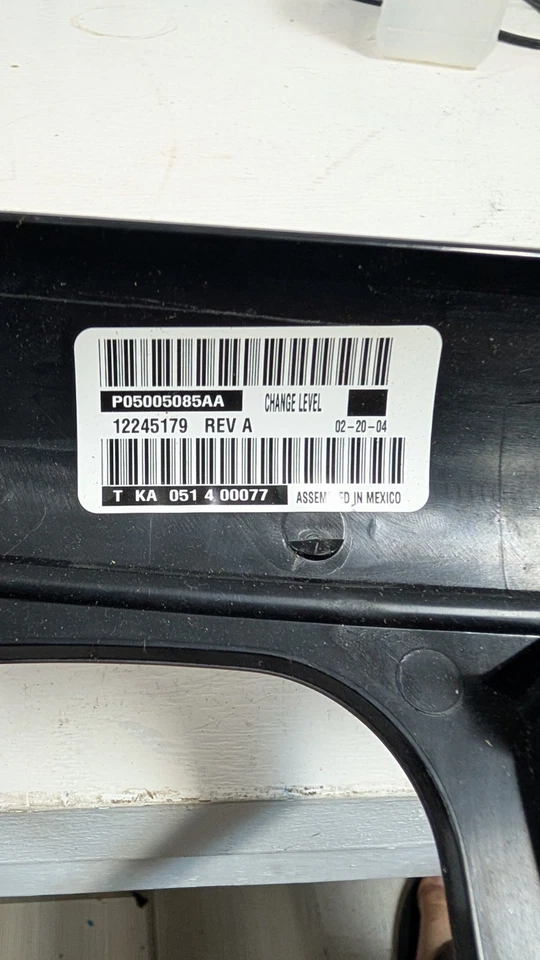 P05005085AA CHANGE LEVEL
12245179 REV A 02-20-04
T KA 051 4 00077 ASSEMBLED IN MEXICO